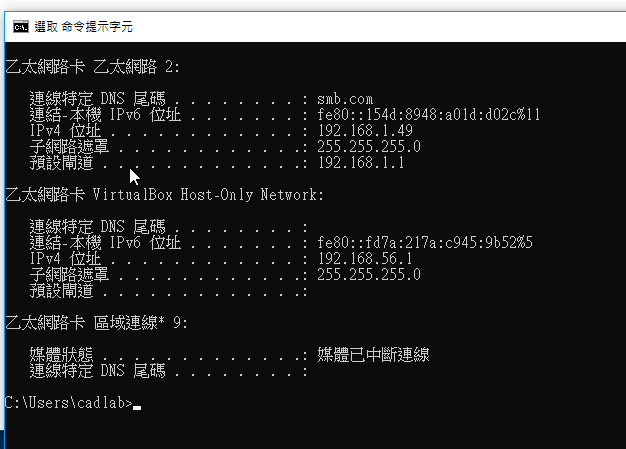 選取 命令提示字元
乙太網路卡 乙太網路 2:
連線特定 DNS 尾碼 . . . . . . . . : smb.com
連結-本機 IPv6 位址 . . . . . . . : fe80::154d:8948:a01d:d02c%11
IPv4 位址 . . . . . . . . . . . . : 192.168.1.49
子網路遮罩 . . . . . . . . . . . .: 255.255.255.0
預設閘道 . . . . . . . . . . . . .: 192.168.1.1
乙太網路卡 VirtualBox Host-Only Network:
連線特定 DNS 尾碼 . . . . . . . . :
連結-本機 IPv6 位址 . . . . . . . : fe80::fd7a:217a:c945:9b52%5
IPv4 位址 . . . . . . . . . . . . : 192.168.56.1
子網路遮罩 . . . . . . . . . . . .: 255.255.255.0
預設閘道 . . . . . . . . . . . . .:
乙太網路卡 區域連線* 9:
媒體狀態 . . . . . . . . . . . . .: 媒體已中斷連線
連線特定 DNS 尾碼 . . . . . . . . :
C:\Users\cadlab>